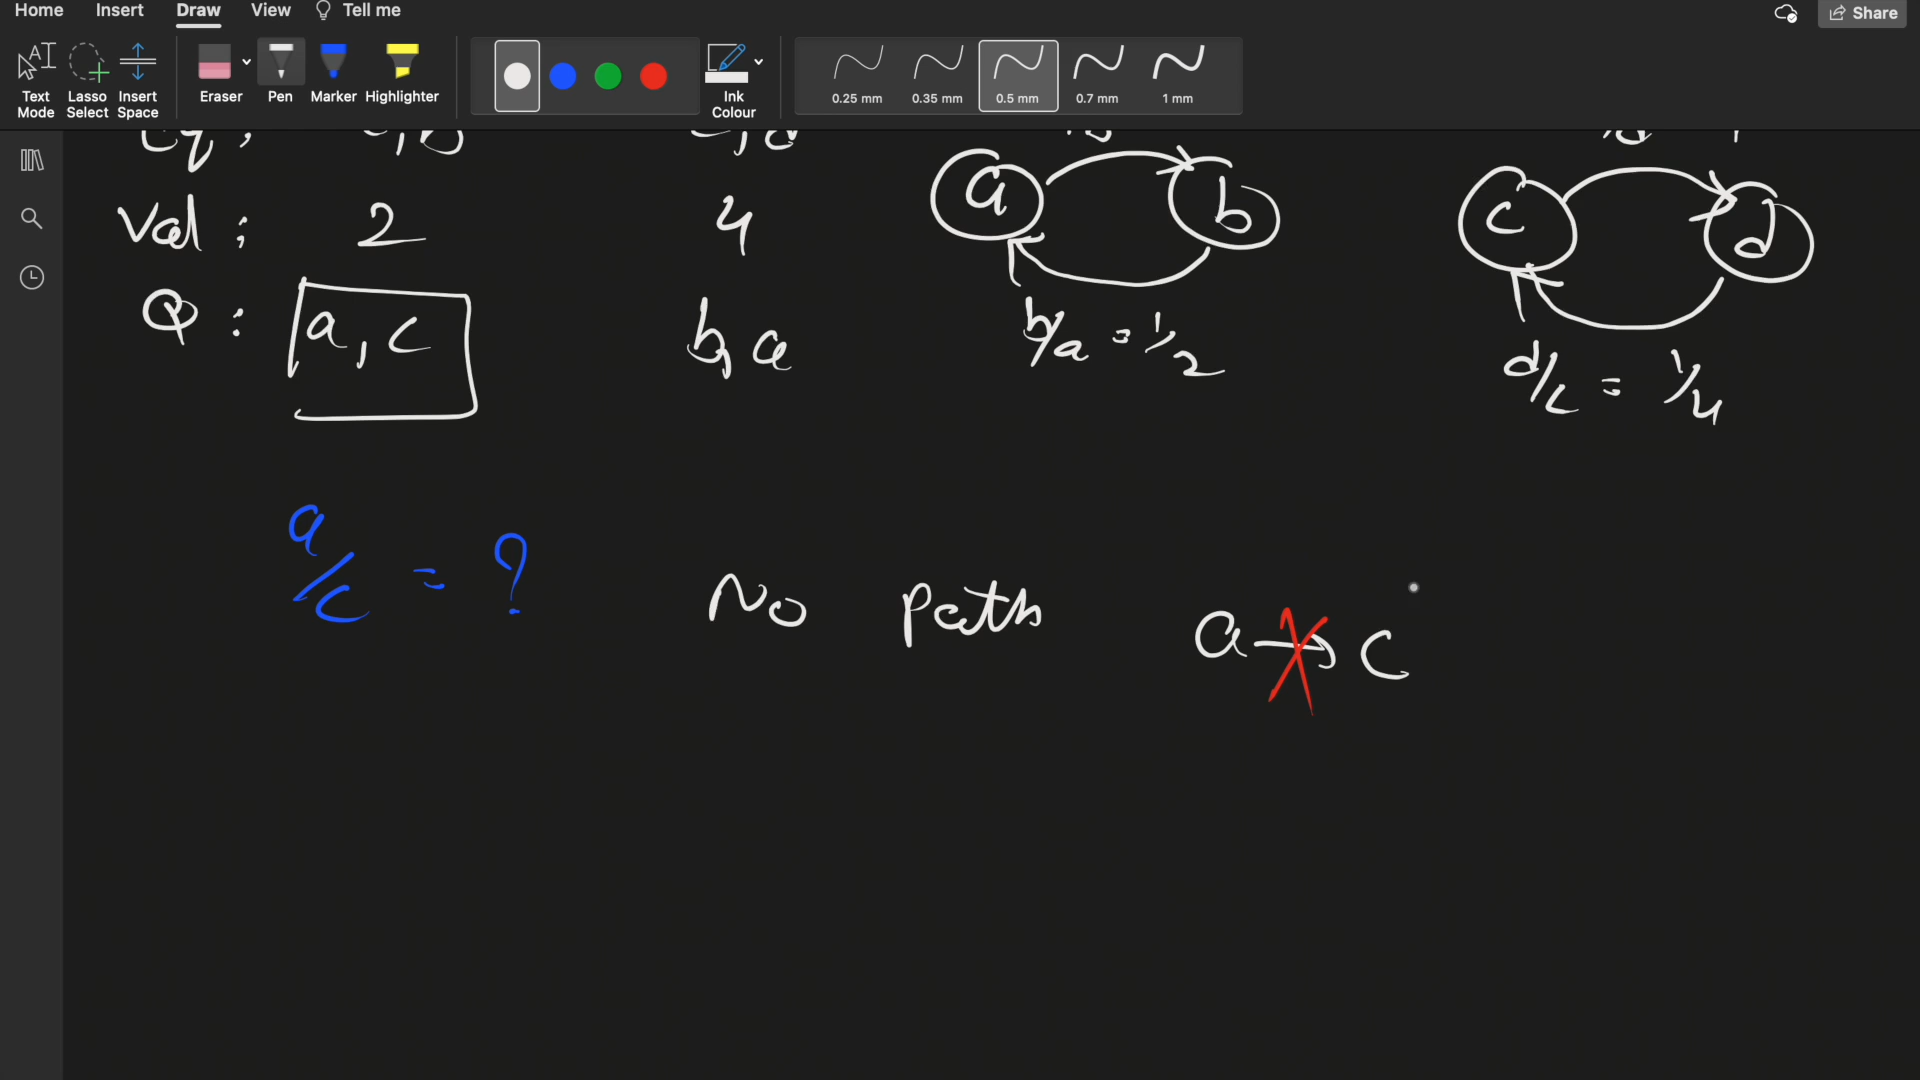 Home Insert Draw View Tell me Share
Text Mode
Lasso Select
Insert Space
Eraser
Pen
Marker
Highlighter
Ink Colour
0.25 mm
0.35 mm
0.5 mm
0.7 mm
1 mm
Eq ;
Val : 2 4
Q : a, c b, a
a b
b/a = 1/2
c d
d/c = 1/4
a/c = ?
No path a → c